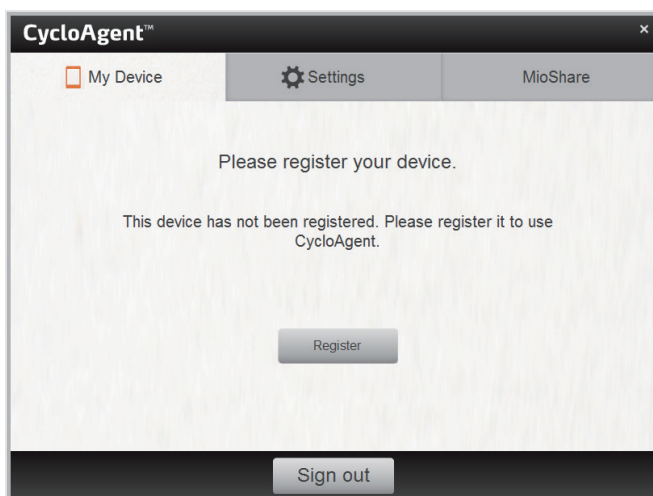 CycloAgent™ ×
My Device Settings MioShare
Please register your device.
This device has not been registered. Please register it to use
CycloAgent.
Register
Sign out